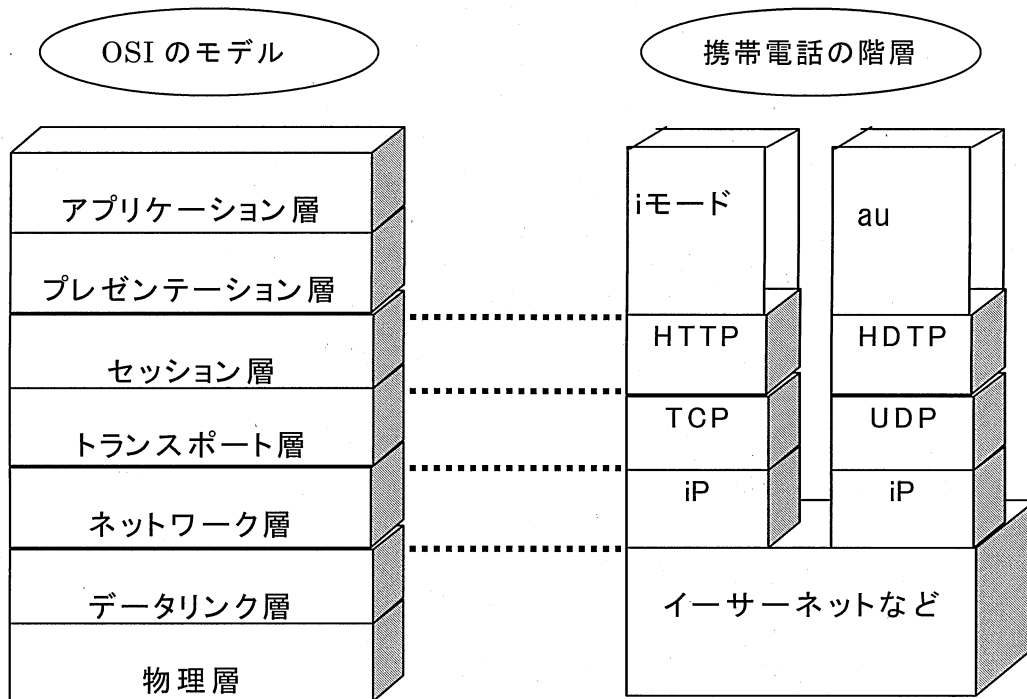 OSI のモデル
アプリケーション層
プレゼンテーション層
セッション層
トランスポート層
ネットワーク層
データリンク層
物理層
携帯電話の階層
iモード
HTTP
TCP
iP
au
HDTP
UDP
iP
イーサーネットなど